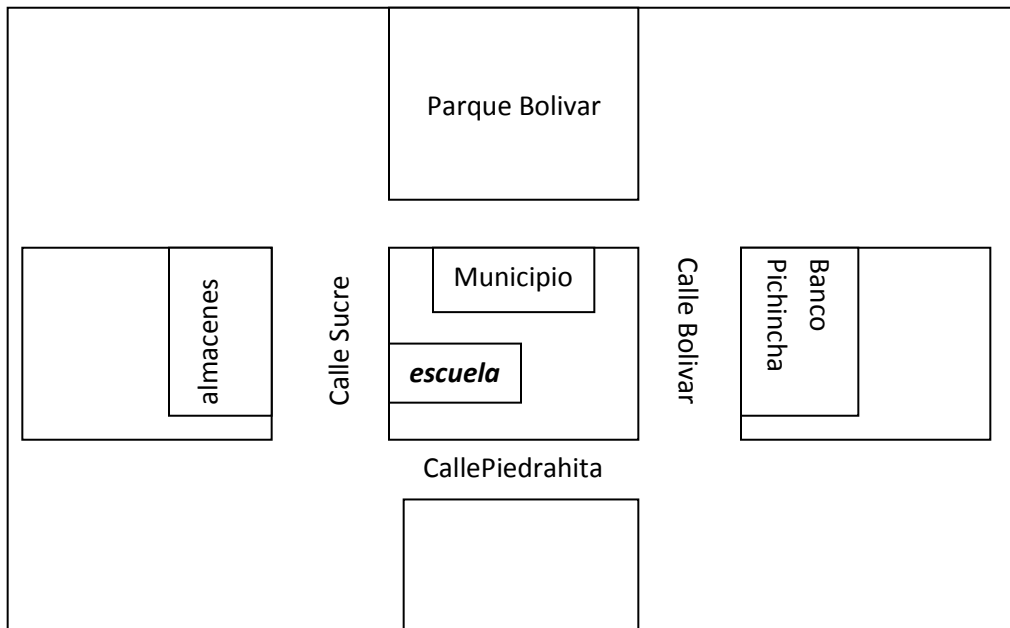 Parque Bolivar
almacenes
Calle Sucre
Municipio
escuela
Calle Bolivar
Banco
Pichincha
CallePiedrahita